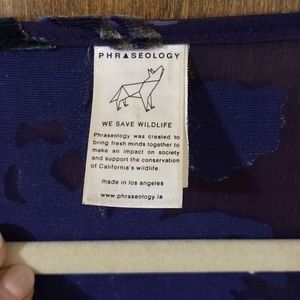 PHRASEOLOGY
WE SAVE WILDLIFE
Phraseology was created to
bring fresh minds together to
make an impact on society
and support the conservation
of California's wildlife.
made in los angeles
www.phraseology.la